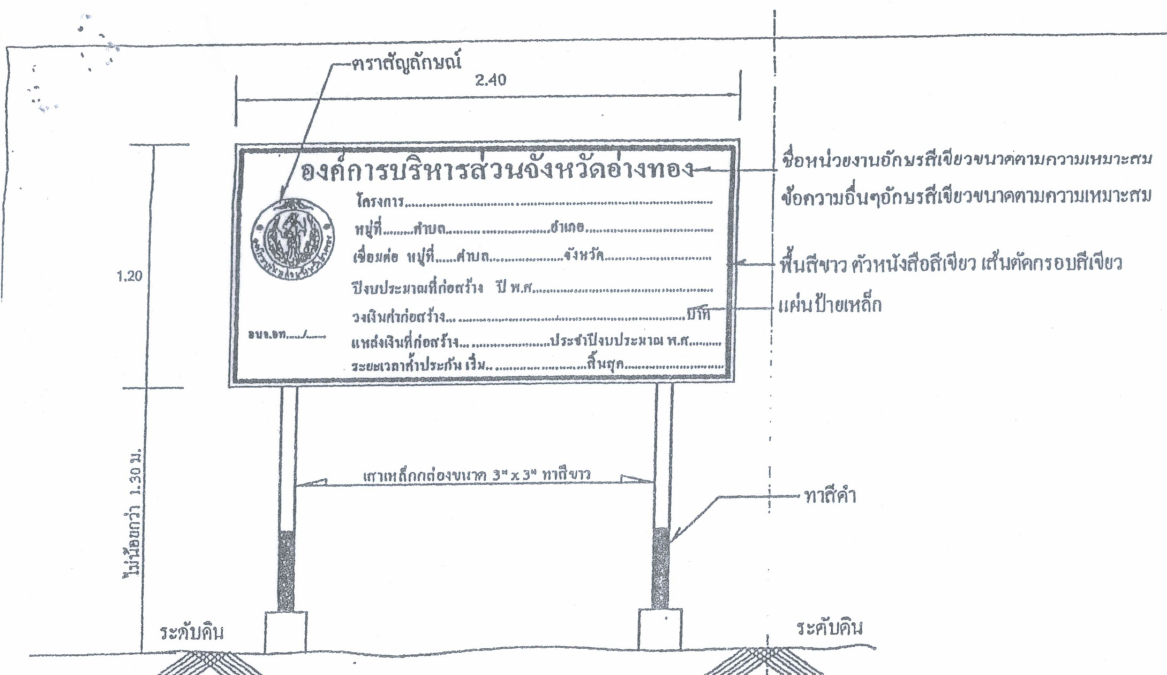 ตราสัญลักษณ์
2.40
องค์การบริหารส่วนจังหวัดอ่างทอง
ชื่อหน่วยงานอักษรสีเขียวขนาดตามความเหมาะสม
ข้อความอื่นๆอักษรสีเขียวขนาดตามความเหมาะสม
โครงการ........................................................................
หมู่ที่.......ตำบล........................อำเภอ..............................
เชื่อมต่อ หมู่ที่......ตำบล..................จังหวัด..........................
พื้นสีขาว ตัวหนังสือสีเขียว เส้นตัดกรอบสีเขียว
1.20
ปีงบประมาณที่ก่อสร้าง ปี พ.ศ..........................................
แผ่นป้ายเหล็ก
วงเงินค่าก่อสร้าง..........................................................บาท
อบจ.อท...../......
แหล่งเงินที่ก่อสร้าง.......................ประจำปีงบประมาณ พ.ศ.........
ระยะเวลาค้ำประกัน เริ่ม..........................สิ้นสุด.........................
ไม่น้อยกว่า 1.30 ม.
เสาเหล็กกล่องขนาด 3" x 3" ทาสีขาว
ทาสีดำ
ระดับดิน
ระดับดิน